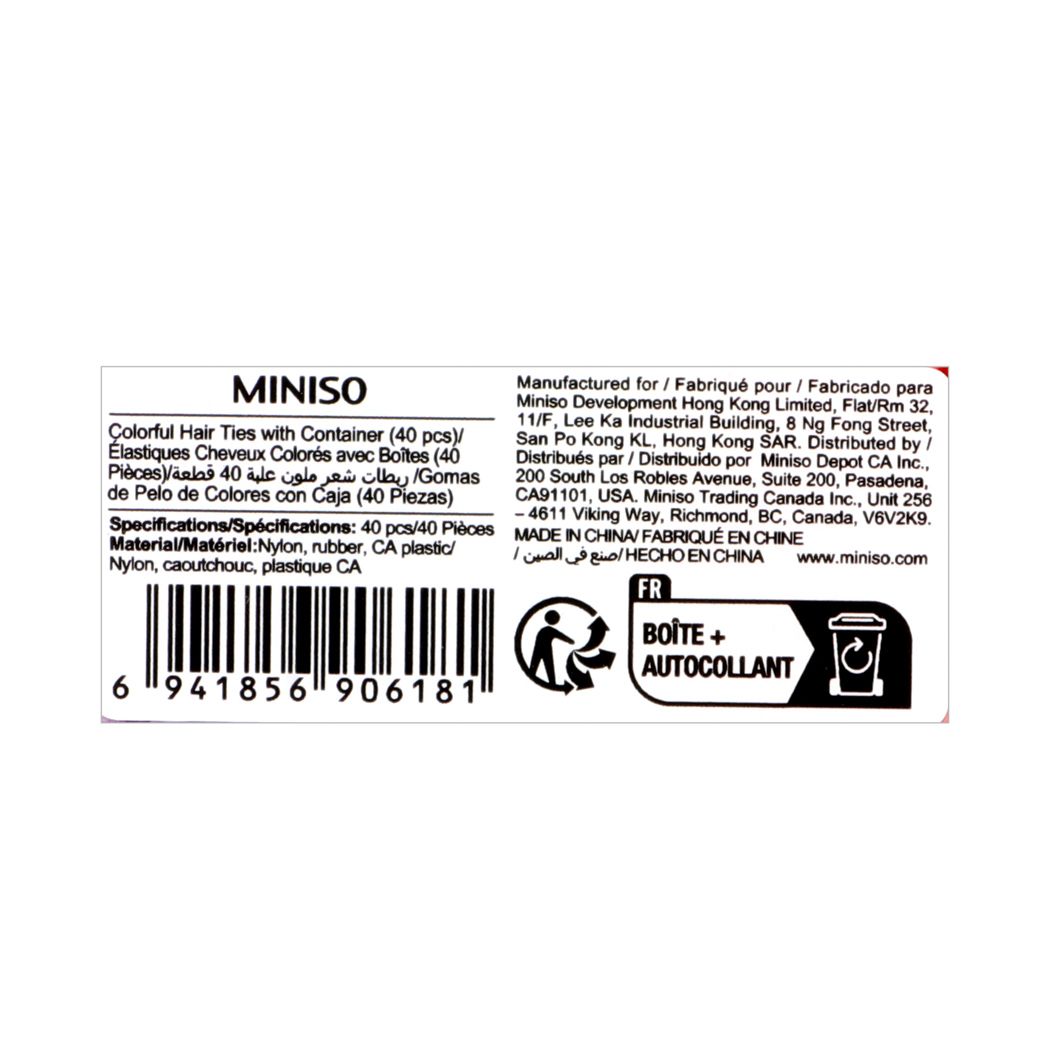 MINISO
Colorful Hair Ties with Container (40 pcs)/
Élastiques Cheveux Colorés avec Boîtes (40
Pièces)/ربطات شعر ملون علبة 40 قطعة /Gomas
de Pelo de Colores con Caja (40 Piezas)
Specifications/Spécifications: 40 pcs/40 Pièces
Material/Matériel:Nylon, rubber, CA plastic/
Nylon, caoutchouc, plastique CA
6 941856 906181
Manufactured for / Fabriqué pour / Fabricado para
Miniso Development Hong Kong Limited, Flat/Rm 32,
11/F, Lee Ka Industrial Building, 8 Ng Fong Street,
San Po Kong KL, Hong Kong SAR. Distributed by /
Distribués par / Distribuido por Miniso Depot CA Inc.,
200 South Los Robles Avenue, Suite 200, Pasadena,
CA91101, USA. Miniso Trading Canada Inc., Unit 256
– 4611 Viking Way, Richmond, BC, Canada, V6V2K9.
MADE IN CHINA/ FABRIQUÉ EN CHINE
/ صنع في الصين/ HECHO EN CHINA www.miniso.com
FR
BOÎTE +
AUTOCOLLANT